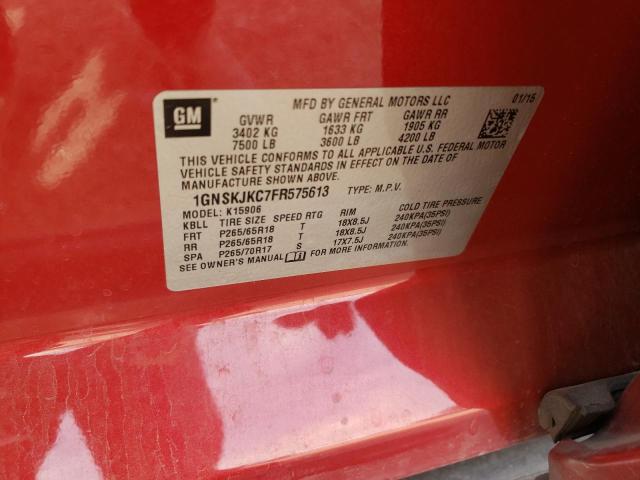 MFD BY GENERAL MOTORS LLC 01/15
GM
GVWR GAWR FRT GAWR RR
3402 KG 1633 KG 1905 KG
7500 LB 3600 LB 4200 LB
THIS VEHICLE CONFORMS TO ALL APPLICABLE U.S. FEDERAL MOTOR
VEHICLE SAFETY STANDARDS IN EFFECT ON THE DATE OF
MANUFACTURE SHOWN ABOVE.
1GNSKJKC7FR575613 TYPE: M.P.V.
MODEL: K15906
KBLL TIRE SIZE SPEED RTG RIM COLD TIRE PRESSURE
FRT P265/65R18 T 18X8.5J 240KPA(35PSI)
RR P265/65R18 T 18X8.5J 240KPA(35PSI)
SPA P265/70R17 T 17X7.5J 240KPA(35PSI)
SEE OWNER'S MANUAL FOR MORE INFORMATION.